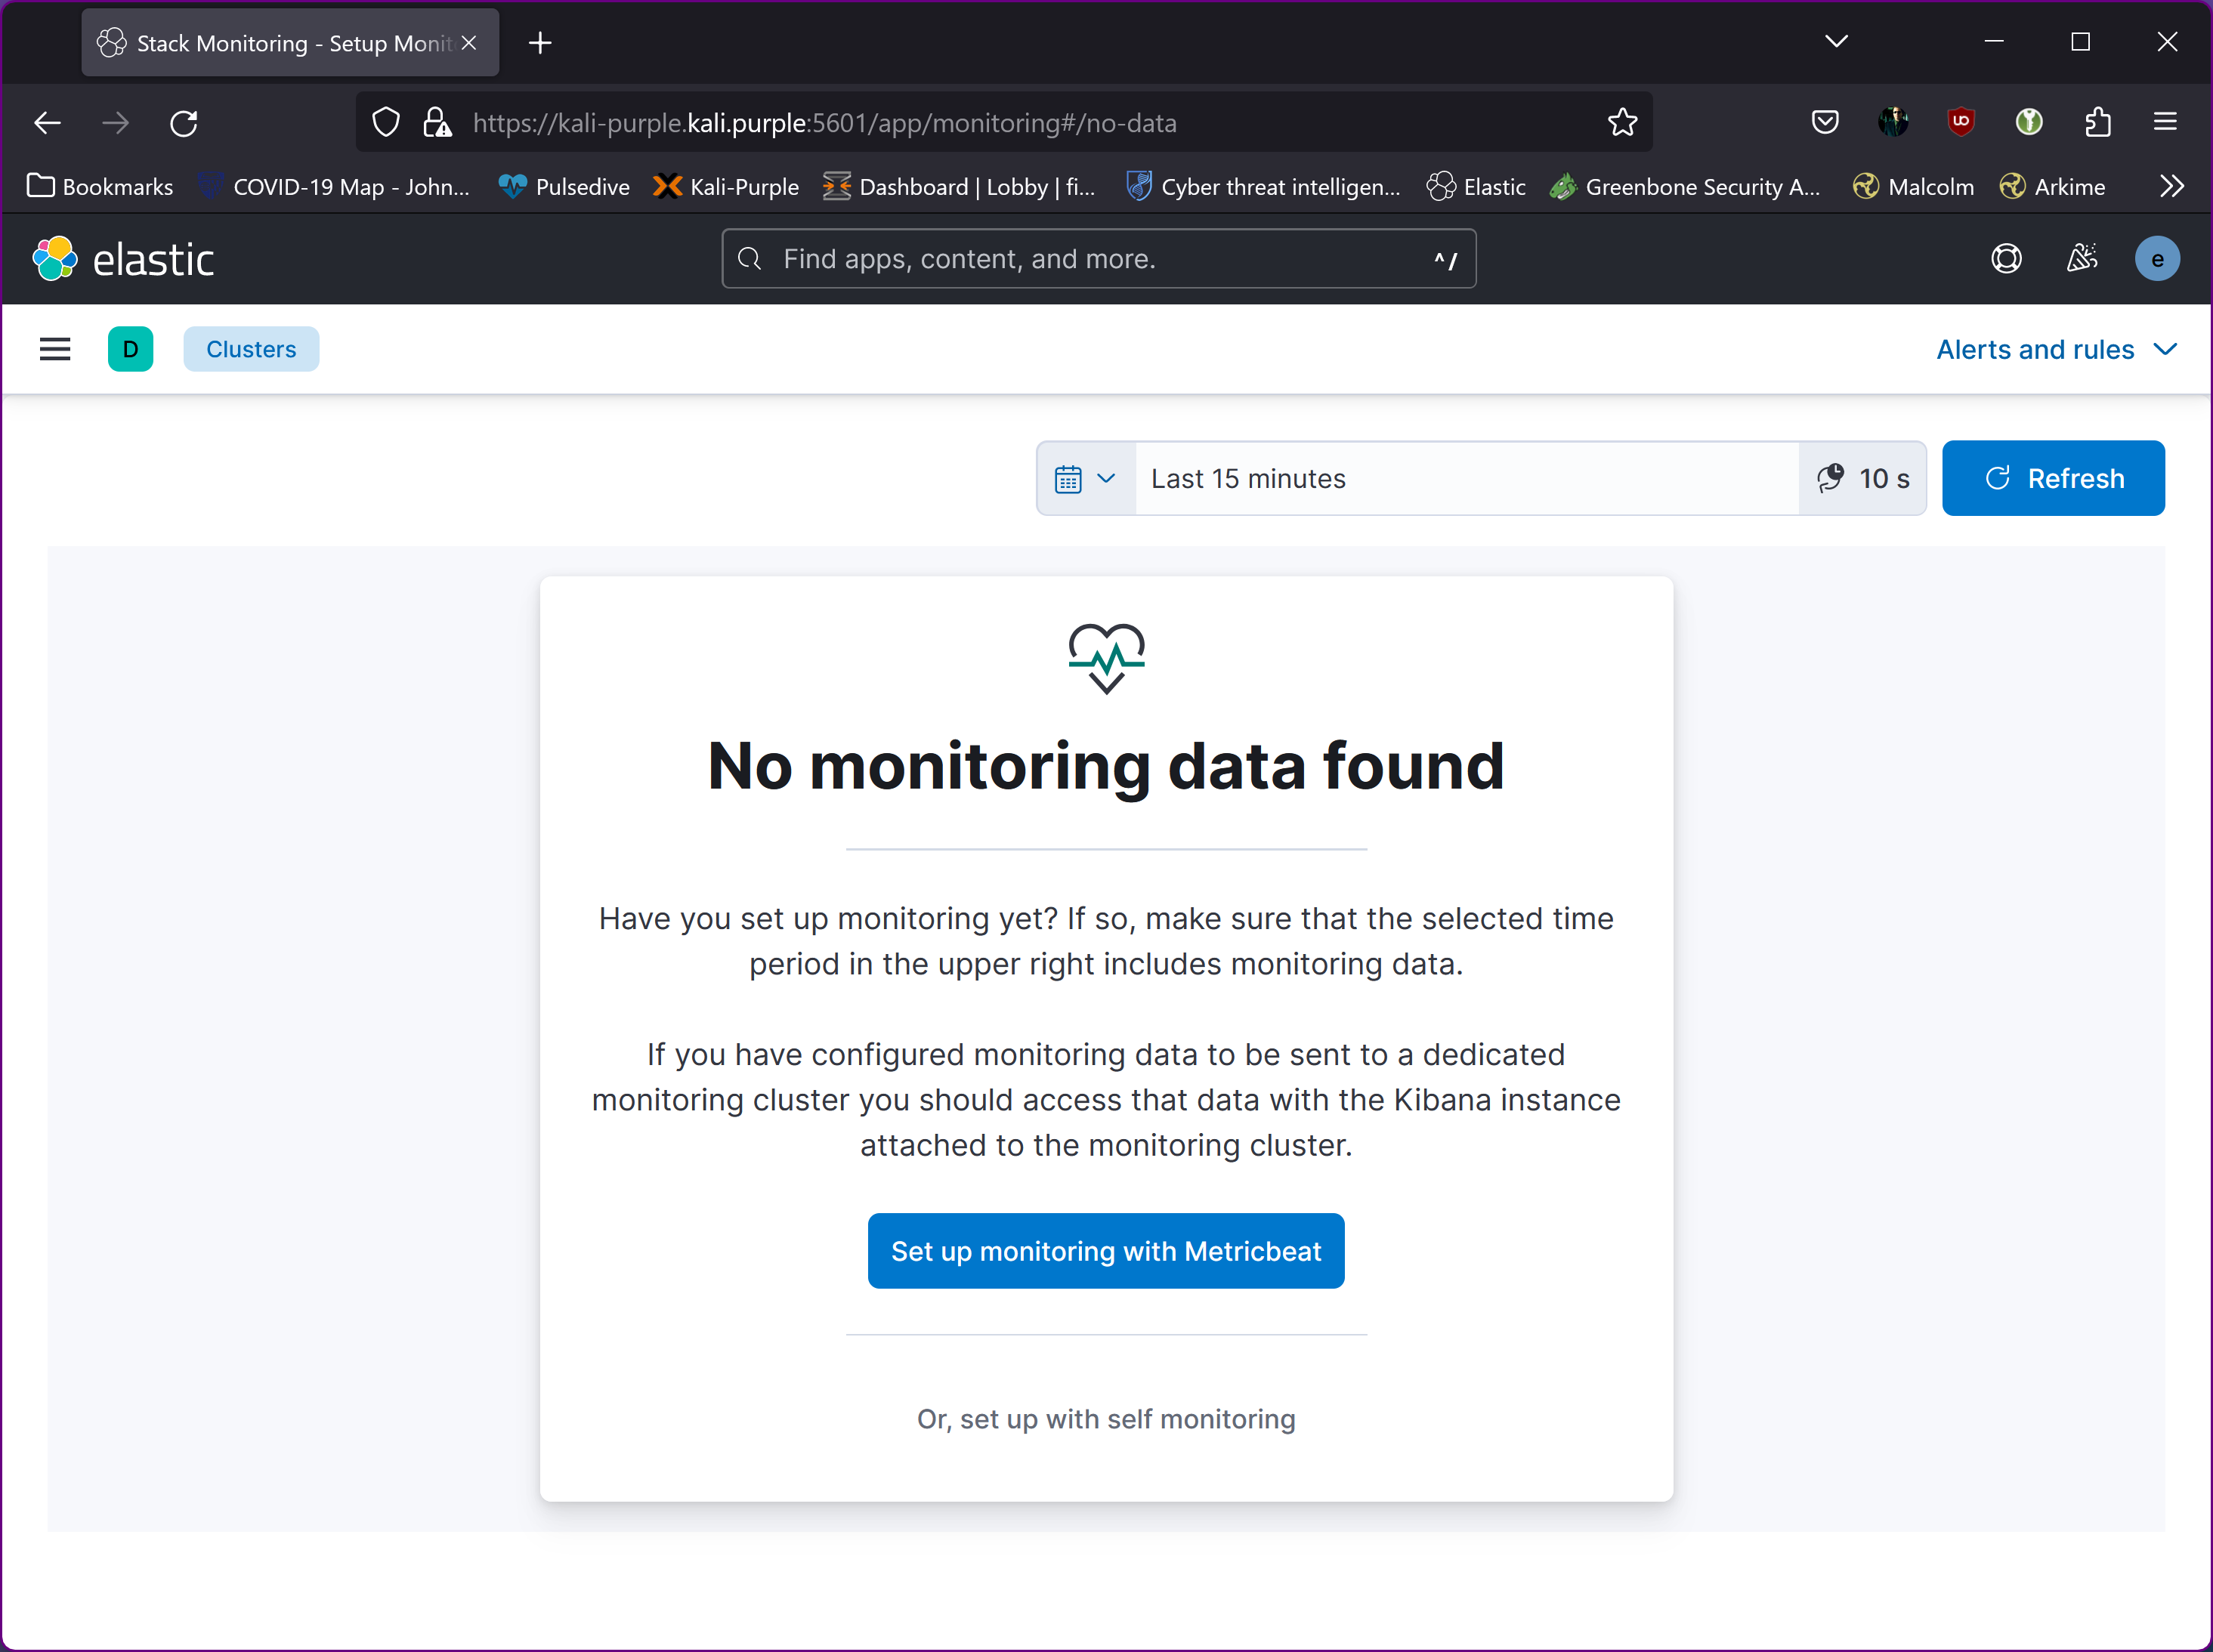 Stack Monitoring - Setup Monit
https://kali-purple.kali.purple:5601/app/monitoring#/no-data
Bookmarks COVID-19 Map - John... Pulsedive Kali-Purple Dashboard | Lobby | fi... Cyber threat intelligen... Elastic Greenbone Security A... Malcolm Arkime
elastic Find apps, content, and more. ^/ e
D Clusters Alerts and rules
Last 15 minutes 10 s Refresh
No monitoring data found
Have you set up monitoring yet? If so, make sure that the selected time
period in the upper right includes monitoring data.
If you have configured monitoring data to be sent to a dedicated
monitoring cluster you should access that data with the Kibana instance
attached to the monitoring cluster.
Set up monitoring with Metricbeat
Or, set up with self monitoring